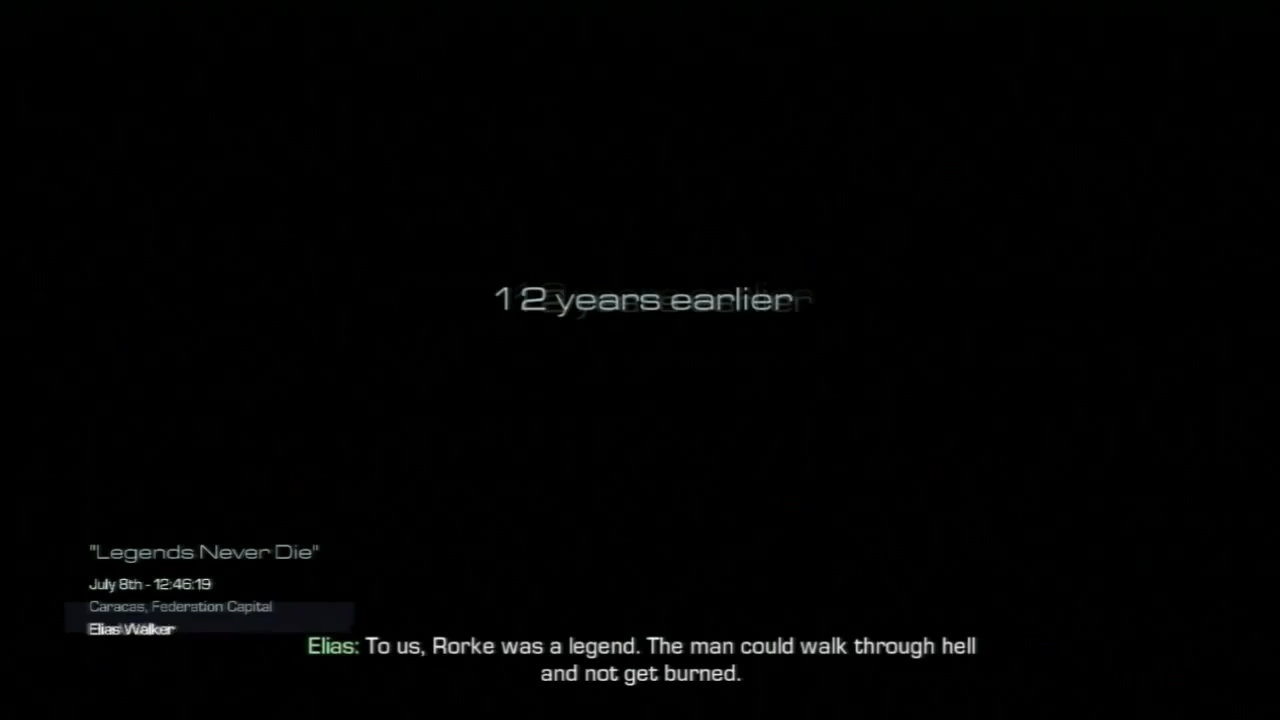 12 years earlier
"Legends Never Die"
July 8th - 12:46:19
Caracas, Federation Capital
Elias Walker
Elias: To us, Rorke was a legend. The man could walk through hell
and not get burned.